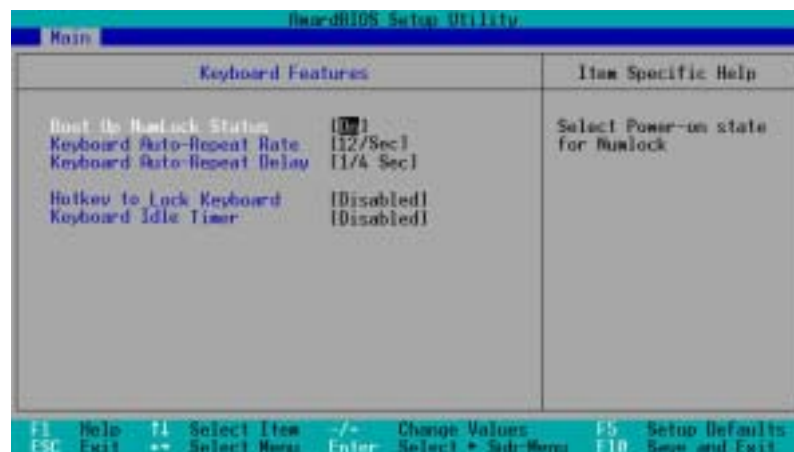 AwardBIOS Setup Utility
Main
Keyboard Features
Item Specific Help
Boot Up NumLock Status [On]
Keyboard Auto-Repeat Rate [12/Sec]
Keyboard Auto-Repeat Delay [1/4 Sec]
Hotkey to Lock Keyboard [Disabled]
Keyboard Idle Timer [Disabled]
Select Power-on state
for Numlock
F1 Help ↑↓ Select Item -/+ Change Values F5 Setup Defaults
ESC Exit ←→ Select Menu Enter Select ▸ Sub-Menu F10 Save and Exit